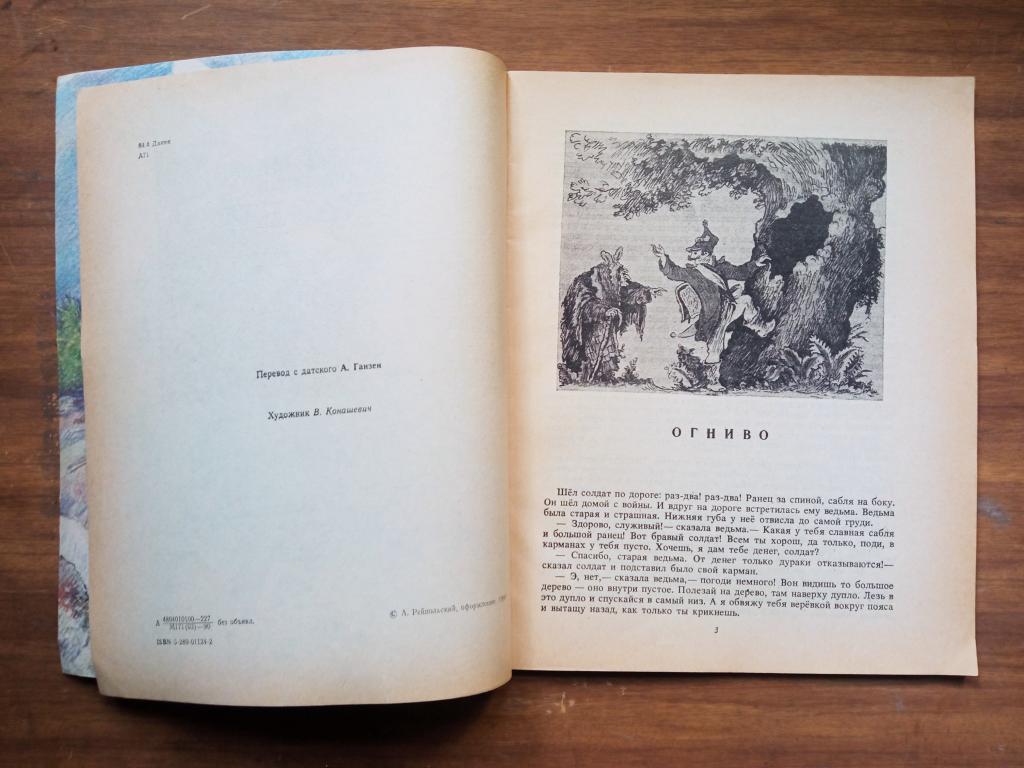 84.4 Дания
Перевод с датского А. Ганзен
Художник В. Конашевич
© А. Рейпольский, оформление,
А 4804010100—227
М171(03)—90 без объявл.
ISBN 5-289-01124-2
ОГНИВО
Шёл солдат по дороге: раз-два! раз-два! Ранец за спиной, сабля на боку.
Он шёл домой с войны. И вдруг на дороге встретилась ему ведьма. Ведьма
была старая и страшная. Нижняя губа у неё отвисла до самой груди.
— Здорово, служивый!— сказала ведьма.— Какая у тебя славная сабля
и большой ранец! Вот бравый солдат! Всем ты хорош, да только, поди, в
карманах у тебя пусто. Хочешь, я дам тебе денег, солдат?
— Спасибо, старая ведьма. От денег только дураки отказываются!—
сказал солдат и подставил было свой карман.
— Э, нет,— сказала ведьма,— погоди немного! Вон видишь то большое
дерево — оно внутри пустое. Полезай на дерево, там наверху дупло. Лезь в
это дупло и спускайся в самый низ. А я обвяжу тебя верёвкой вокруг пояса
и вытащу назад, как только ты крикнешь.
3